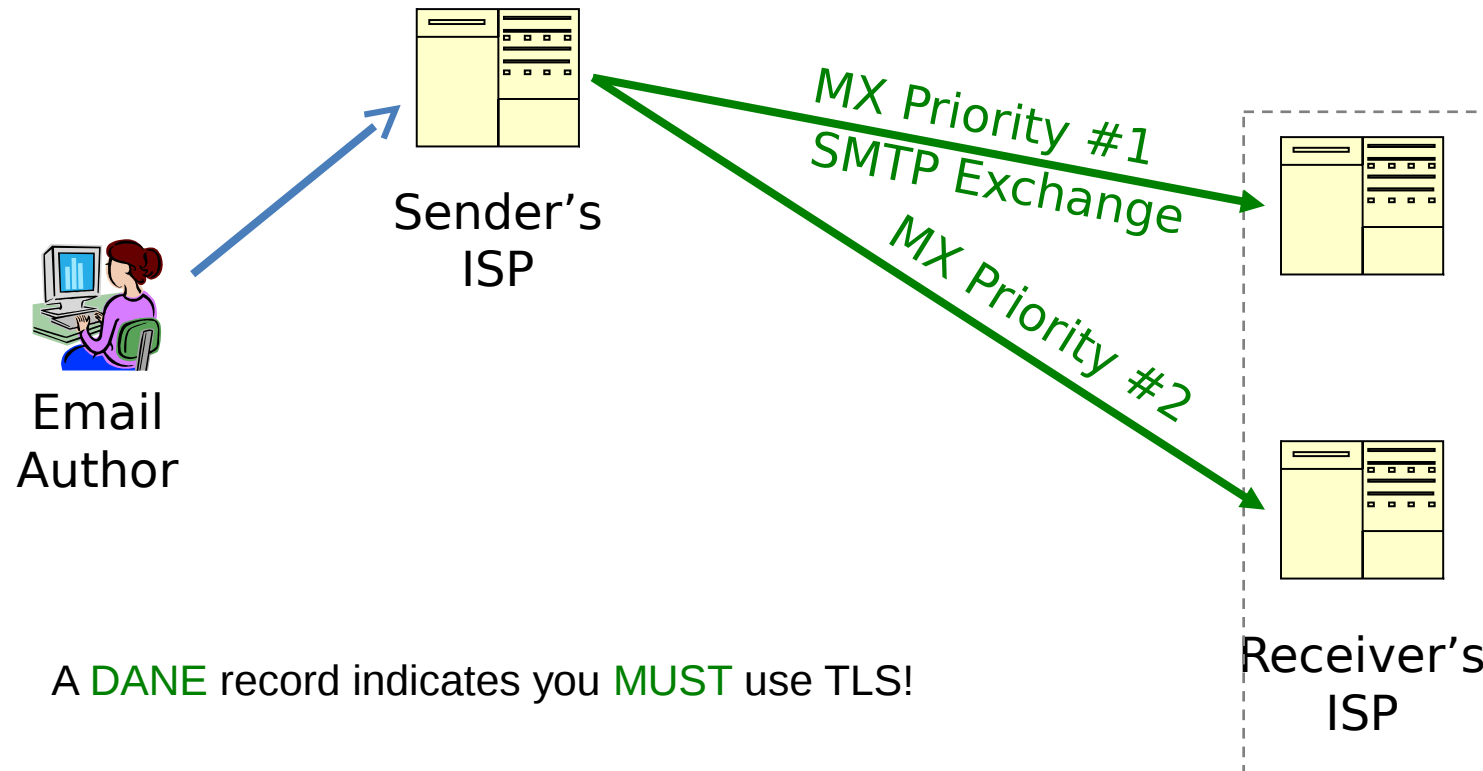 MX Priority #1
SMTP Exchange
Sender’s
ISP
MX Priority #2
Email
Author
Receiver’s
ISP
A DANE record indicates you MUST use TLS!